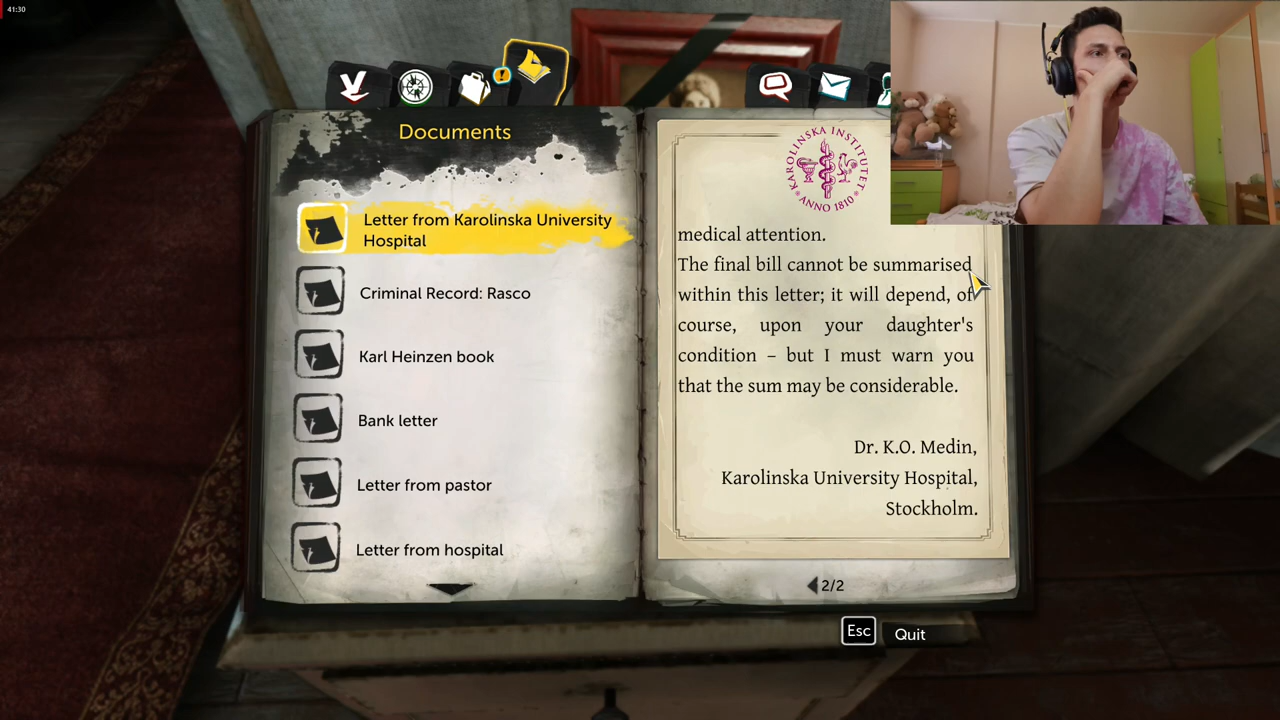 41:30
Documents
Letter from Karolinska University
Hospital
Criminal Record: Rasco
Karl Heinzen book
Bank letter
Letter from pastor
Letter from hospital
KAROLINSKA INSTITUTET
ANNO 1810
medical attention.
The final bill cannot be summarised
within this letter; it will depend, of
course, upon your daughter's
condition – but I must warn you
that the sum may be considerable.
Dr. K.O. Medin,
Karolinska University Hospital,
Stockholm.
2/2
Esc Quit